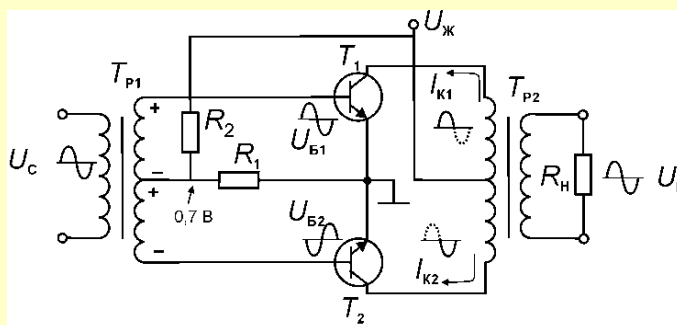 U_Ж
T_1
T_Р1
I_К1
T_Р2
+
R_2
U_Б1
R_1
U_С
−
+
0,7 В
R_Н
U_Б2
−
I_К2
T_2